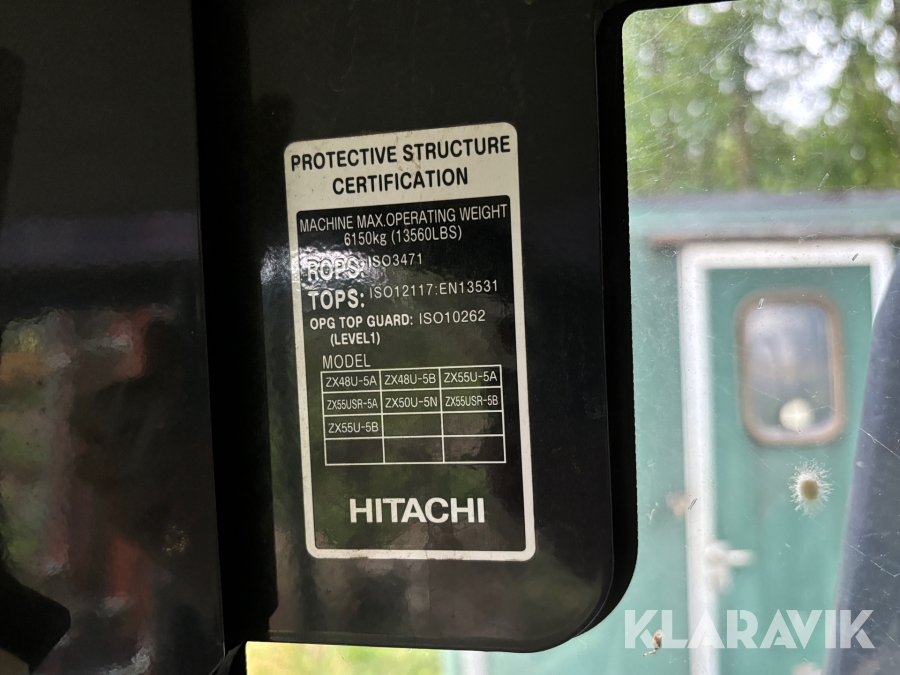 PROTECTIVE STRUCTURE
CERTIFICATION
MACHINE MAX.OPERATING WEIGHT
6150kg (13560LBS)
ROPS: ISO3471
TOPS: ISO12117:EN13531
OPG TOP GUARD: ISO10262
(LEVEL1)
MODEL
ZX48U-5A ZX48U-5B ZX55U-5A
ZX55USR-5A ZX50U-5N ZX55USR-5B
ZX55U-5B
HITACHI
KLARAVIK